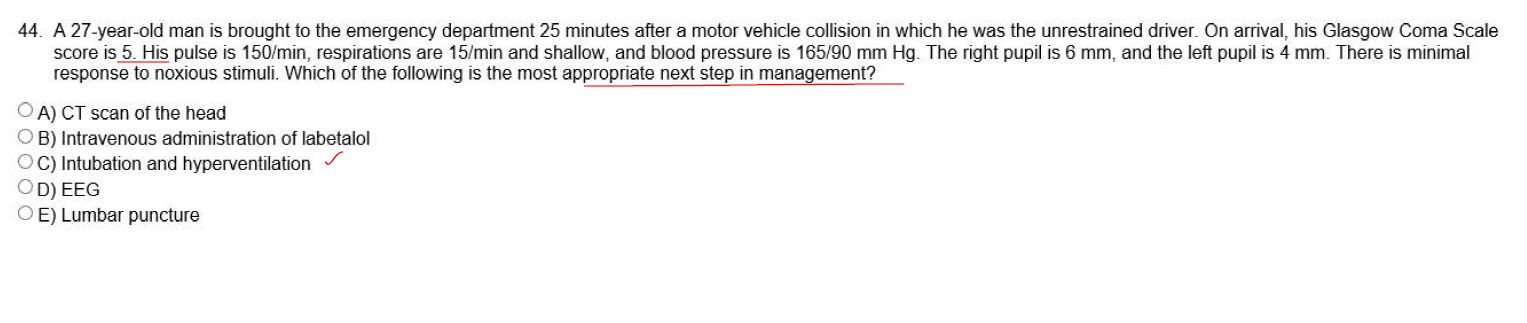 44. A 27-year-old man is brought to the emergency department 25 minutes after a motor vehicle collision in which he was the unrestrained driver. On arrival, his Glasgow Coma Scale
score is 5. His pulse is 150/min, respirations are 15/min and shallow, and blood pressure is 165/90 mm Hg. The right pupil is 6 mm, and the left pupil is 4 mm. There is minimal
response to noxious stimuli. Which of the following is the most appropriate next step in management?
A) CT scan of the head
B) Intravenous administration of labetalol
C) Intubation and hyperventilation
D) EEG
E) Lumbar puncture